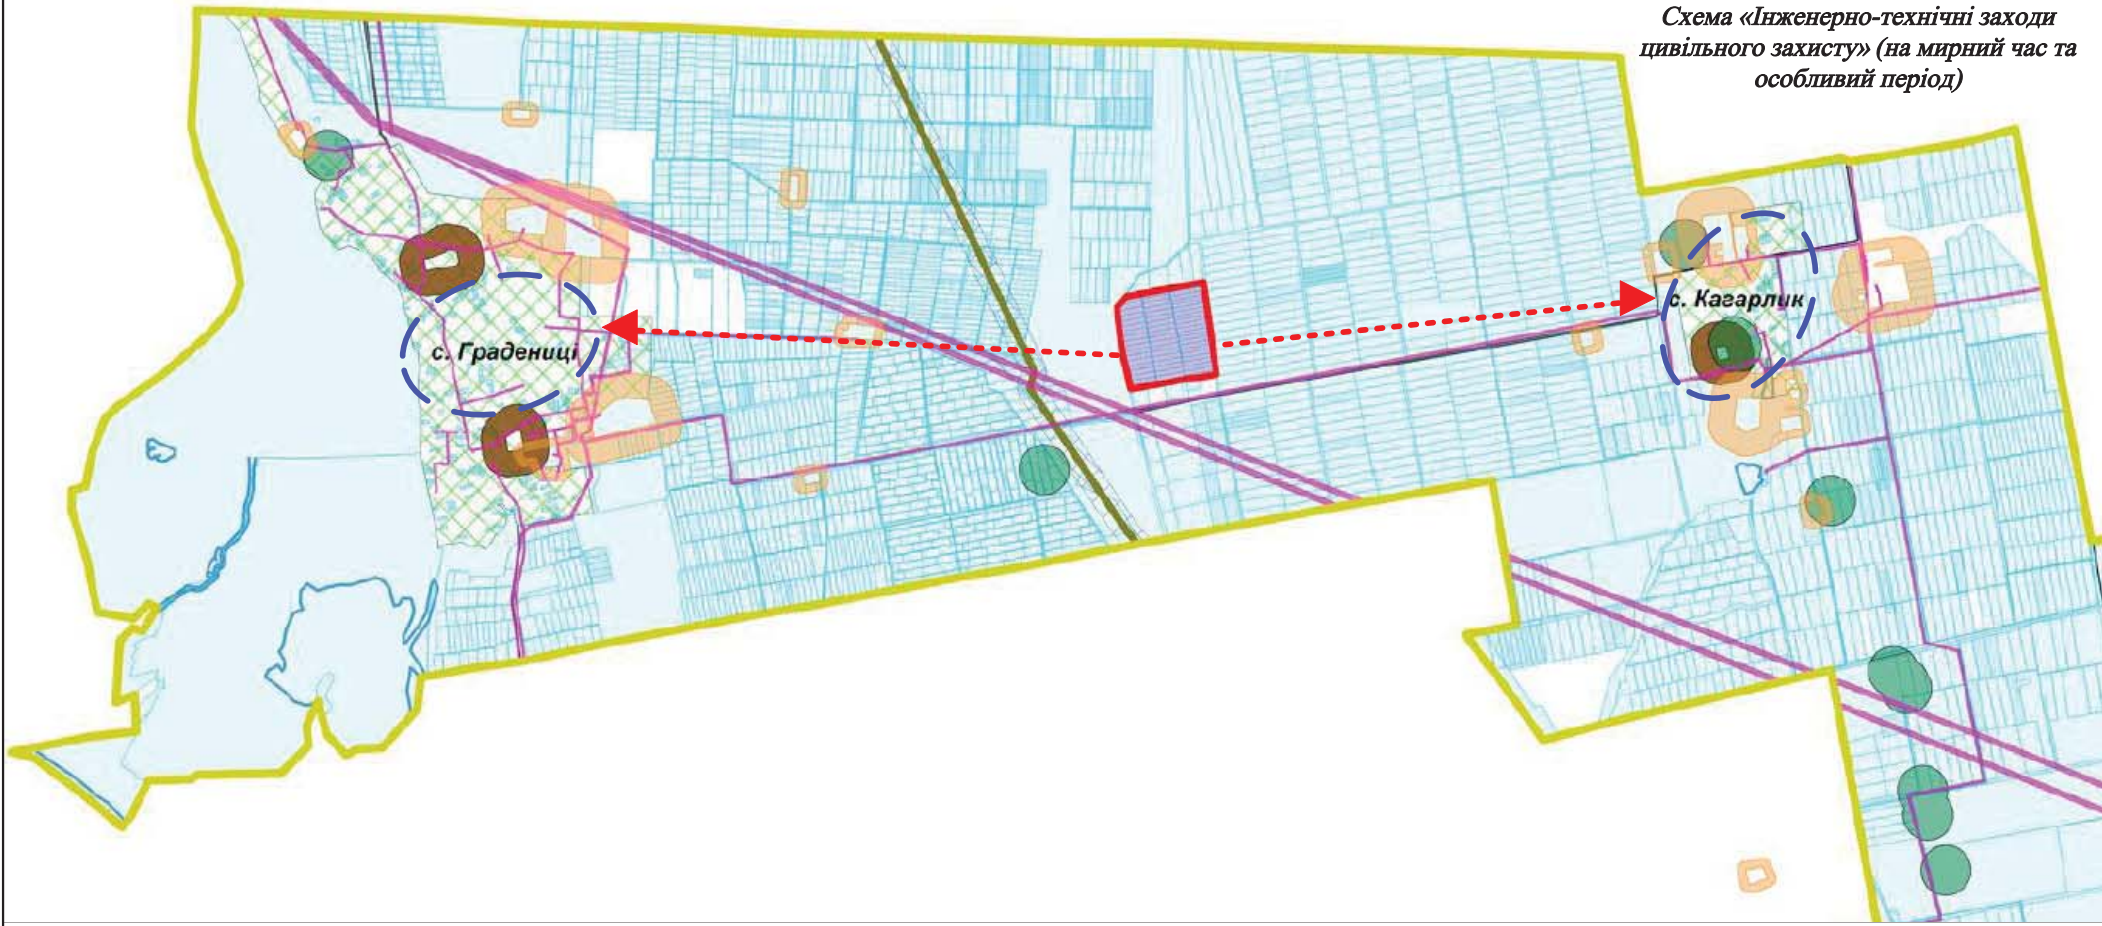 Схема «Інженерно-технічні заходи
цивільного захисту» (на мирний час та
особливий період)
с. Кагарлик
с. Градениці